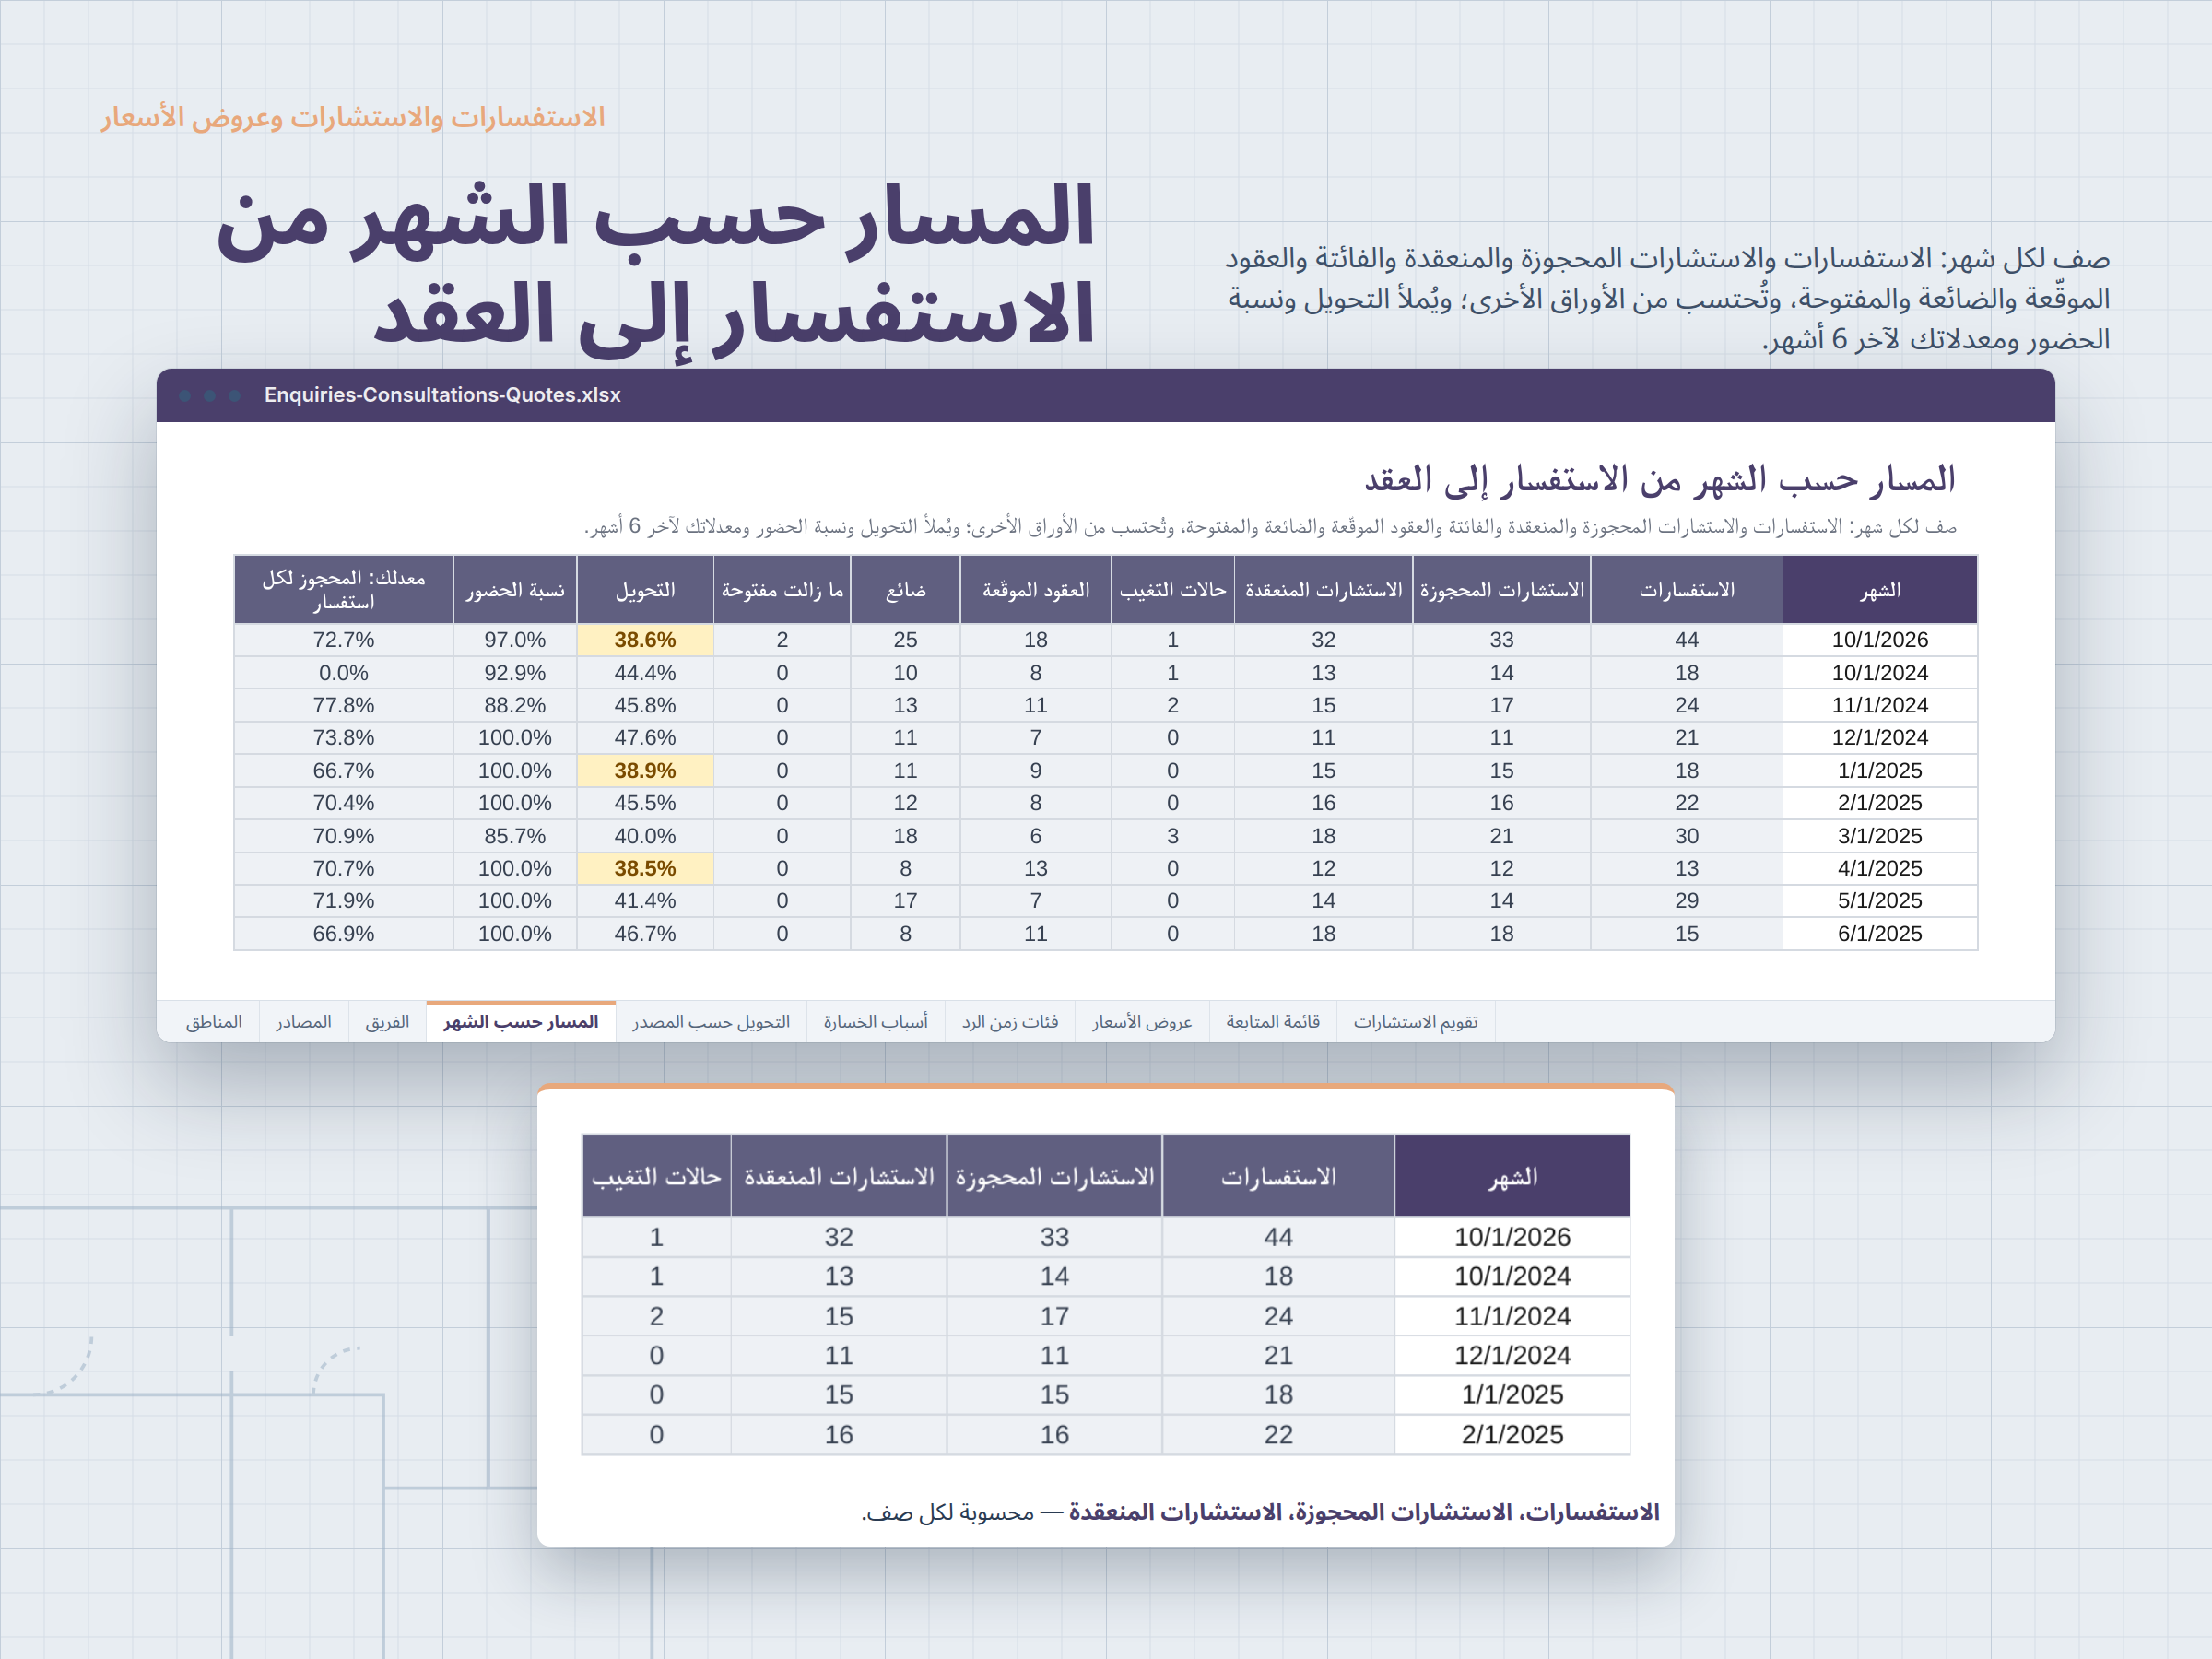 الاستفسارات والاستشارات وعروض الأسعار
المسار حسب الشهر من
الاستفسار إلى العقد
صف لكل شهر: الاستفسارات والاستشارات المحجوزة والمنعقدة والفائتة والعقود
الموقّعة والضائعة والمفتوحة، وتُحتسب من الأوراق الأخرى؛ ويُملأ التحويل ونسبة
الحضور ومعدلاتك لآخر 6 أشهر.
Enquiries-Consultations-Quotes.xlsx
المسار حسب الشهر من الاستفسار إلى العقد
صف لكل شهر: الاستفسارات والاستشارات المحجوزة والمنعقدة والفائتة والعقود الموقّعة والضائعة والمفتوحة، وتُحتسب من الأوراق الأخرى؛ ويُملأ التحويل ونسبة الحضور ومعدلاتك لآخر 6 أشهر.
الشهر الاستفسارات الاستشارات المحجوزة الاستشارات المنعقدة حالات التغيب العقود الموقّعة ضائع ما زالت مفتوحة التحويل نسبة الحضور معدلك: المحجوز لكل استفسار
10/1/2026 44 33 32 1 18 25 2 38.6% 97.0% 72.7%
10/1/2024 18 14 13 1 8 10 0 44.4% 92.9% 0.0%
11/1/2024 24 17 15 2 11 13 0 45.8% 88.2% 77.8%
12/1/2024 21 11 11 0 7 11 0 47.6% 100.0% 73.8%
1/1/2025 18 15 15 0 9 11 0 38.9% 100.0% 66.7%
2/1/2025 22 16 16 0 8 12 0 45.5% 100.0% 70.4%
3/1/2025 30 21 18 3 6 18 0 40.0% 85.7% 70.9%
4/1/2025 13 12 12 0 13 8 0 38.5% 100.0% 70.7%
5/1/2025 29 14 14 0 7 17 0 41.4% 100.0% 71.9%
6/1/2025 15 18 18 0 11 8 0 46.7% 100.0% 66.9%
المناطق المصادر الفريق المسار حسب الشهر التحويل حسب المصدر أسباب الخسارة فئات زمن الرد عروض الأسعار قائمة المتابعة تقويم الاستشارات
الشهر الاستفسارات الاستشارات المحجوزة الاستشارات المنعقدة حالات التغيب
10/1/2026 44 33 32 1
10/1/2024 18 14 13 1
11/1/2024 24 17 15 2
12/1/2024 21 11 11 0
1/1/2025 18 15 15 0
2/1/2025 22 16 16 0
الاستفسارات، الاستشارات المحجوزة، الاستشارات المنعقدة — محسوبة لكل صف.